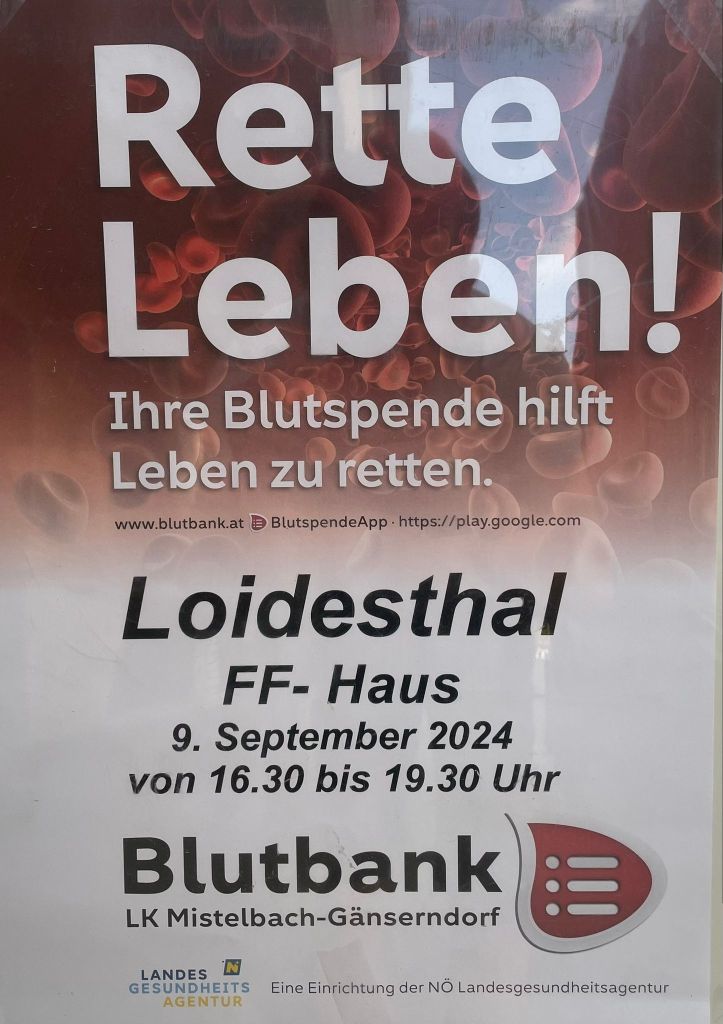 Rette
Leben!
Ihre Blutspende hilft
Leben zu retten.
www.blutbank.at BlutspendeApp · https://play.google.com
Loidesthal
FF- Haus
9. September 2024
von 16.30 bis 19.30 Uhr
Blutbank
LK Mistelbach-Gänserndorf
LANDES N
GESUNDHEITS
AGENTUR
Eine Einrichtung der NÖ Landesgesundheitsagentur